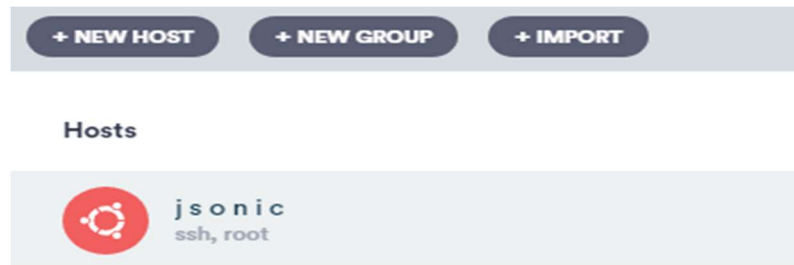 + NEW HOST + NEW GROUP + IMPORT
Hosts
jsonic
ssh, root